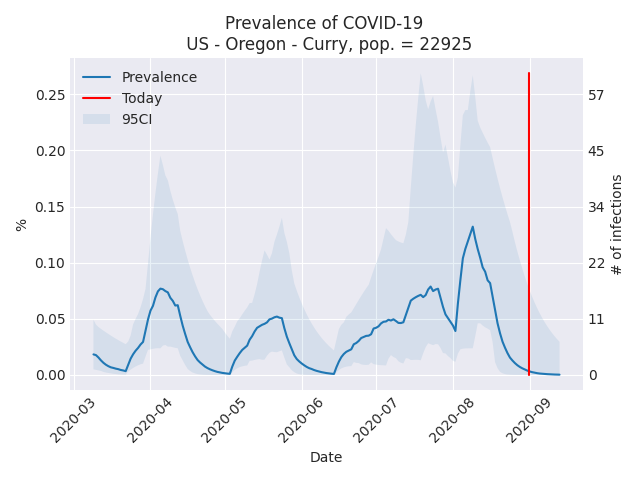 Prevalence of COVID-19
US - Oregon - Curry, pop. = 22925
Prevalence
Today
95CI
0.25
0.20
0.15
0.10
0.05
0.00
%
57
45
34
22
11
0
# of infections
2020-03
2020-04
2020-05
2020-06
2020-07
2020-08
2020-09
Date